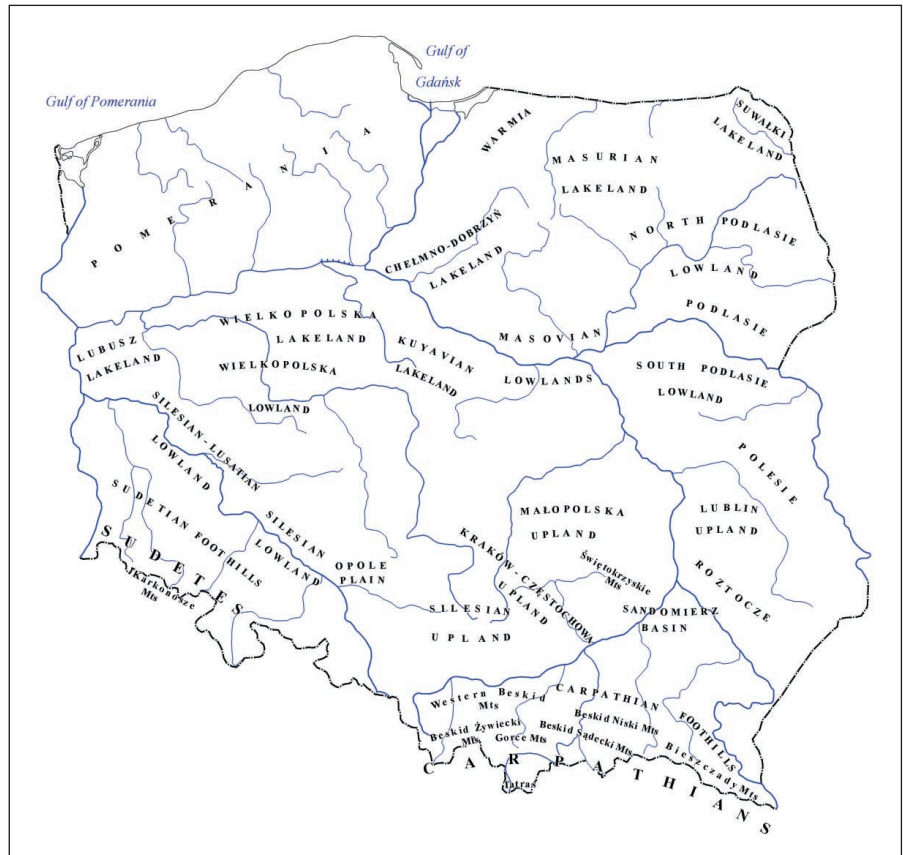 Gulf of
Gdańsk
Gulf of Pomerania
SUWAŁKI
LAKELAND
WARMIA
MASURIAN
LAKELAND
POMERANIA
NORTH PODLASIE
LOWLAND
CHEŁMNO-DOBRZYŃ
LAKELAND
PODLASIE
MASOVIAN
LOWLANDS
WIELKOPOLSKA
LAKELAND
KUYAVIAN
LAKELAND
LUBUSZ
LAKELAND
WIELKOPOLSKA
LOWLAND
SOUTH PODLASIE
LOWLAND
SILESIAN-LUSATIAN
LOWLAND
POLESIE
SUDETIAN FOOTHILLS
SILESIAN
LOWLAND
MAŁOPOLSKA
UPLAND
LUBLIN
UPLAND
SUDETES
Karkonosze
Mts
OPOLE
PLAIN
KRAKÓW-CZĘSTOCHOWA
UPLAND
Świętokrzyskie
Mts
ROZTOCZE
SILESIAN
UPLAND
SANDOMIERZ
BASIN
Western Beskid
Mts
CARPATHIAN
FOOTHILLS
Beskid Żywiecki
Mts
Gorce Mts
Beskid Sądecki Mts
Beskid Niski Mts
Bieszczady Mts
CARPATHIANS
Tatras